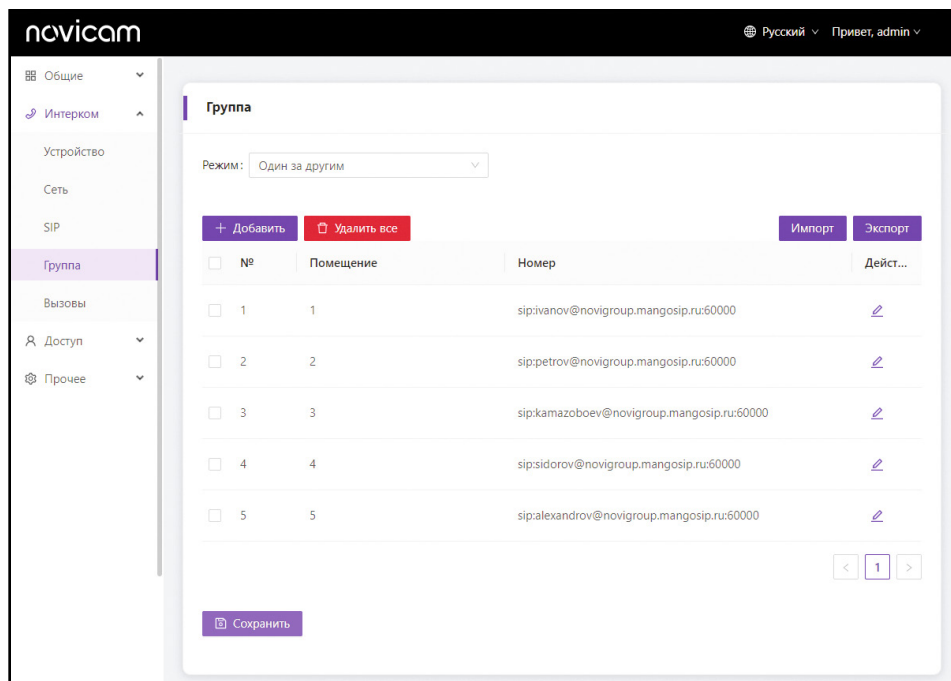 novicam
Русский Привет, admin
Общие
Интерком
Устройство
Сеть
SIP
Группа
Вызовы
Доступ
Прочее
Группа
Режим: Один за другим
+ Добавить Удалить все Импорт Экспорт
№ Помещение Номер Дейст...
1 1 sip:ivanov@novigroup.mangosip.ru:60000
2 2 sip:petrov@novigroup.mangosip.ru:60000
3 3 sip:kamazoboev@novigroup.mangosip.ru:60000
4 4 sip:sidorov@novigroup.mangosip.ru:60000
5 5 sip:alexandrov@novigroup.mangosip.ru:60000
< 1 >
Сохранить